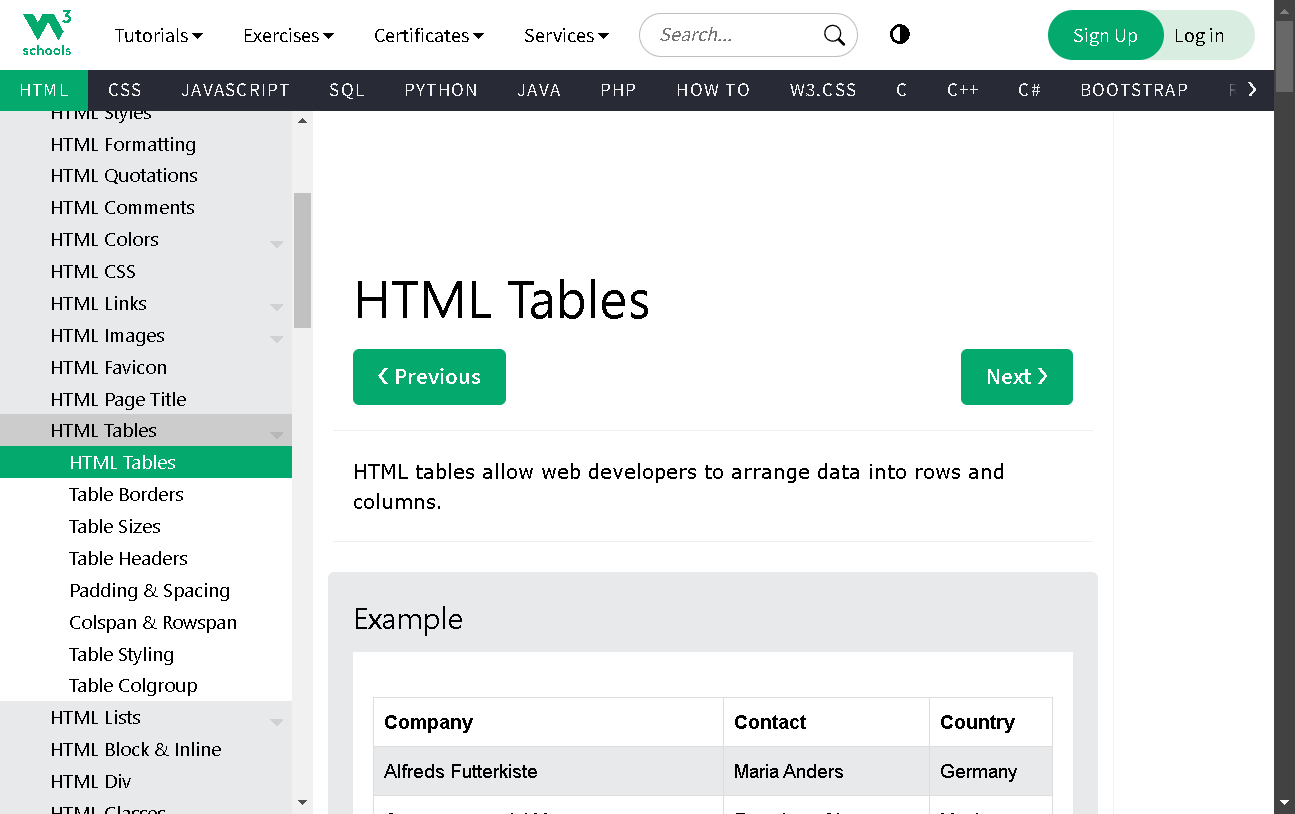 W3
schools
Tutorials
Exercises
Certificates
Services
Search...
Sign Up
Log in
HTML
CSS
JAVASCRIPT
SQL
PYTHON
JAVA
PHP
HOW TO
W3.CSS
C
C++
C#
BOOTSTRAP
HTML Styles
HTML Formatting
HTML Quotations
HTML Comments
HTML Colors
HTML CSS
HTML Links
HTML Images
HTML Favicon
HTML Page Title
HTML Tables
HTML Tables
Table Borders
Table Sizes
Table Headers
Padding & Spacing
Colspan & Rowspan
Table Styling
Table Colgroup
HTML Lists
HTML Block & Inline
HTML Div
HTML Classes
HTML Tables
❮ Previous
Next ❯
HTML tables allow web developers to arrange data into rows and
columns.
Example
Company Contact Country
Alfreds Futterkiste Maria Anders Germany